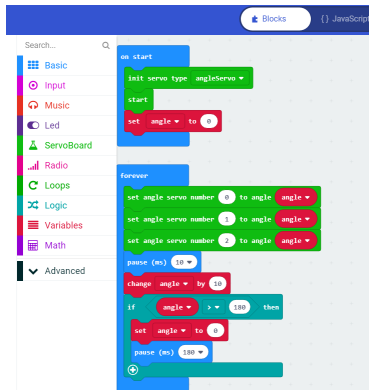 Blocks
{ } JavaScript
Search...
Basic
Input
Music
Led
ServoBoard
Radio
Loops
Logic
Variables
Math
Advanced
on start
init servo type angleServo
start
set angle to 0
forever
set angle servo number 0 to angle angle
set angle servo number 1 to angle angle
set angle servo number 2 to angle angle
pause (ms) 10
change angle by 10
if angle > 180 then
set angle to 0
pause (ms) 180